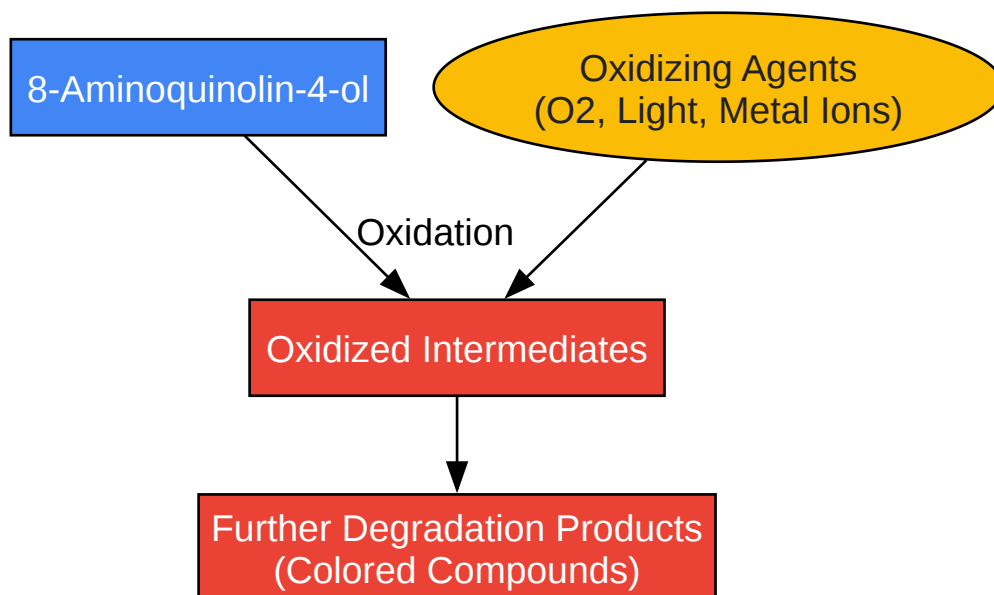 8-Aminoquinolin-4-ol
Oxidizing Agents
(O2, Light, Metal Ions)
Oxidation
Oxidized Intermediates
Further Degradation Products
(Colored Compounds)